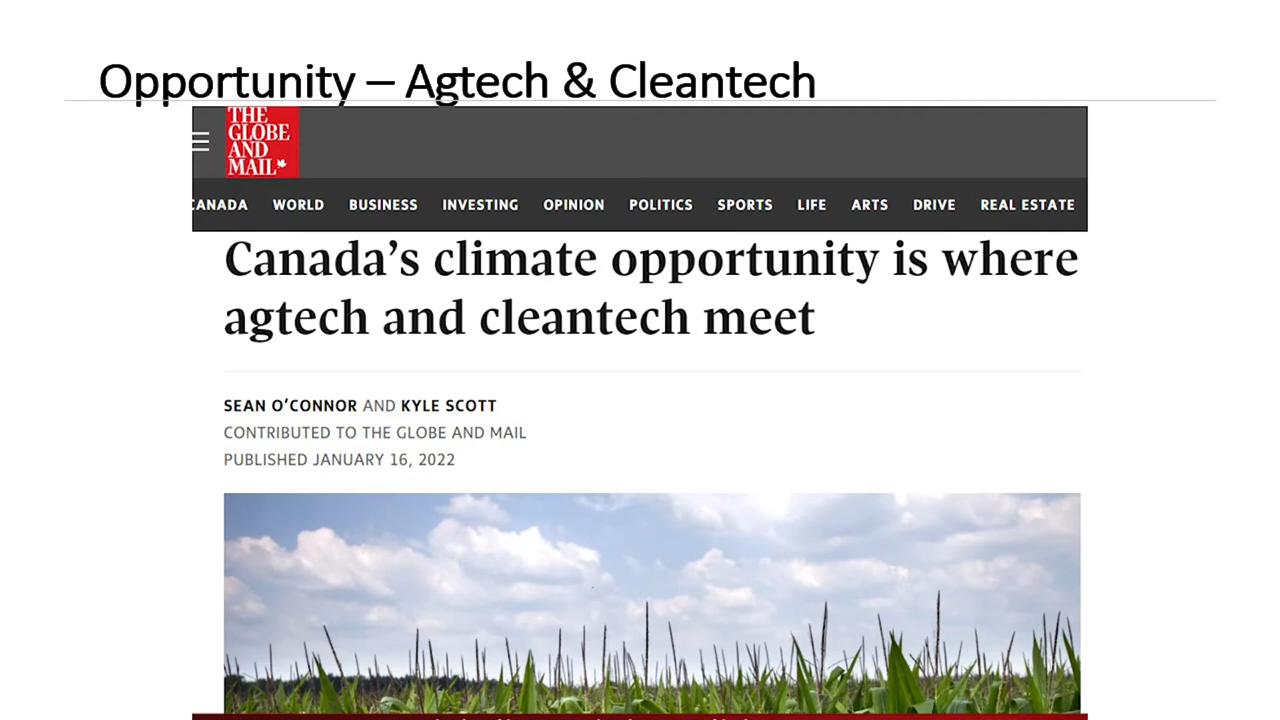 Opportunity – Agtech & Cleantech
THE
GLOBE
AND
MAIL
CANADA WORLD BUSINESS INVESTING OPINION POLITICS SPORTS LIFE ARTS DRIVE REAL ESTATE
Canada’s climate opportunity is where
agtech and cleantech meet
SEAN O’CONNOR AND KYLE SCOTT
CONTRIBUTED TO THE GLOBE AND MAIL
PUBLISHED JANUARY 16, 2022